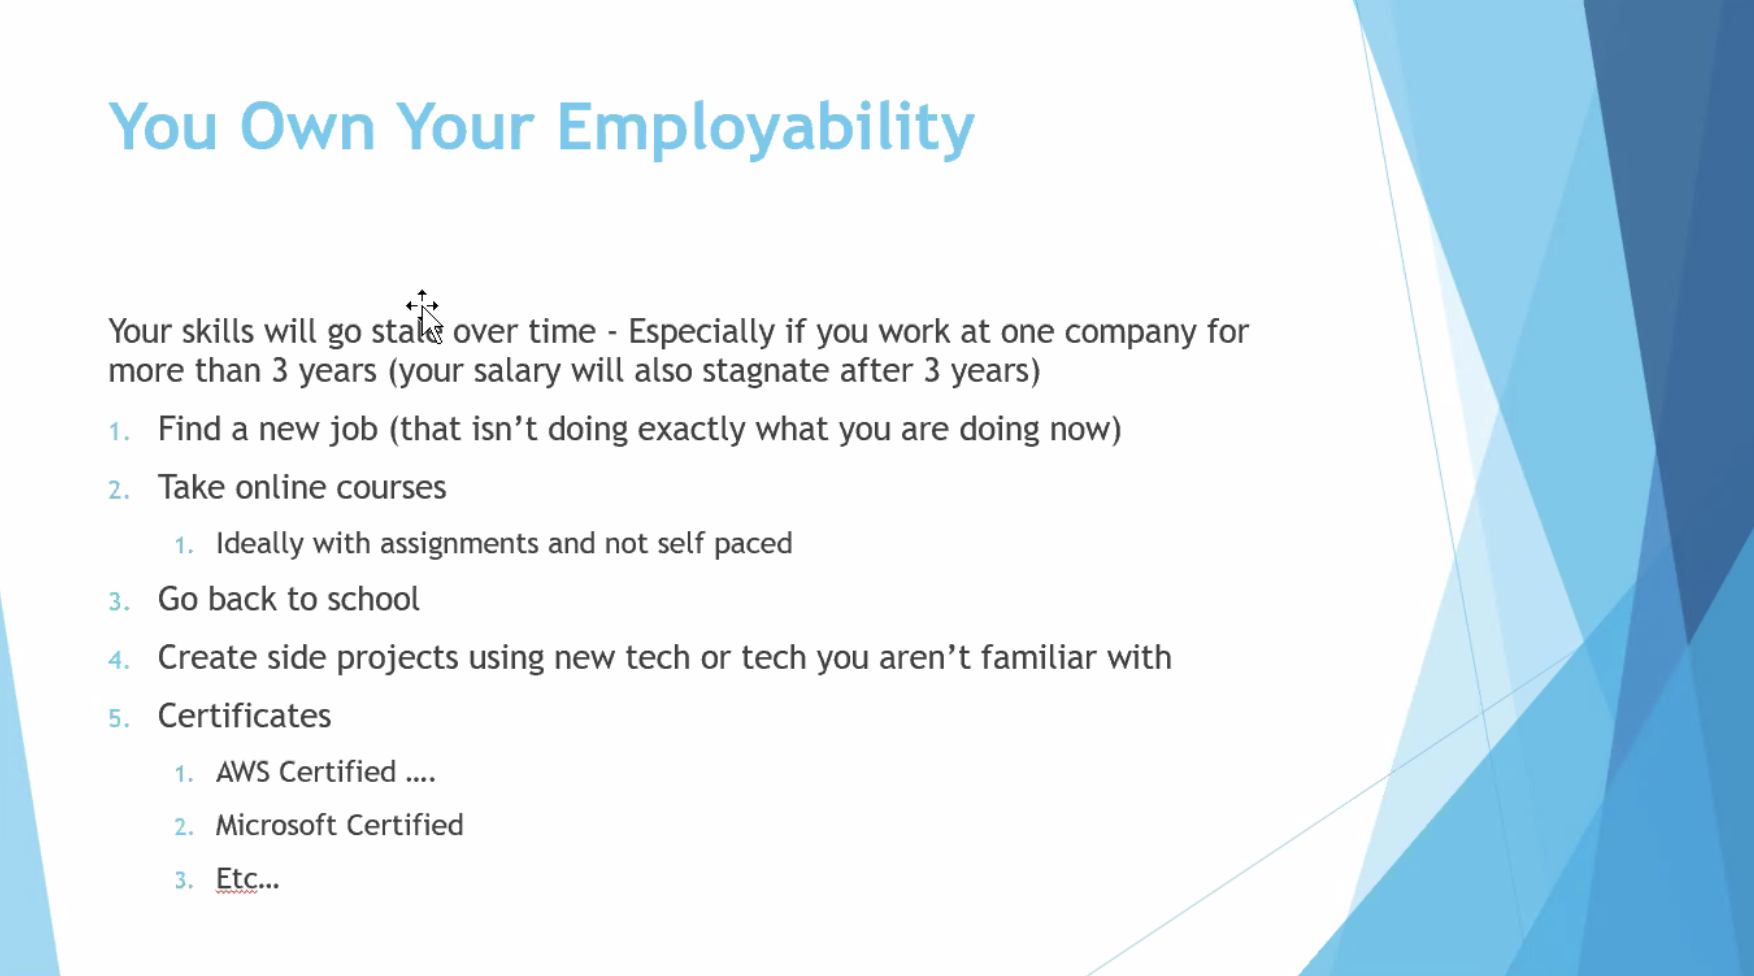 You Own Your Employability
Your skills will go stale over time - Especially if you work at one company for
more than 3 years (your salary will also stagnate after 3 years)
1. Find a new job (that isn’t doing exactly what you are doing now)
2. Take online courses
1. Ideally with assignments and not self paced
3. Go back to school
4. Create side projects using new tech or tech you aren’t familiar with
5. Certificates
1. AWS Certified ….
2. Microsoft Certified
3. Etc…